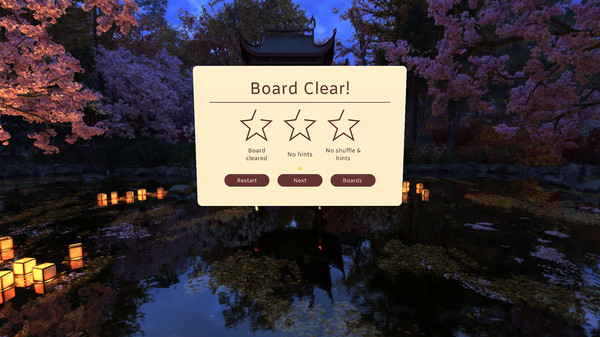 Board Clear!
Board
cleared
No hints
No shuffle &
hints
Restart
Next
Boards